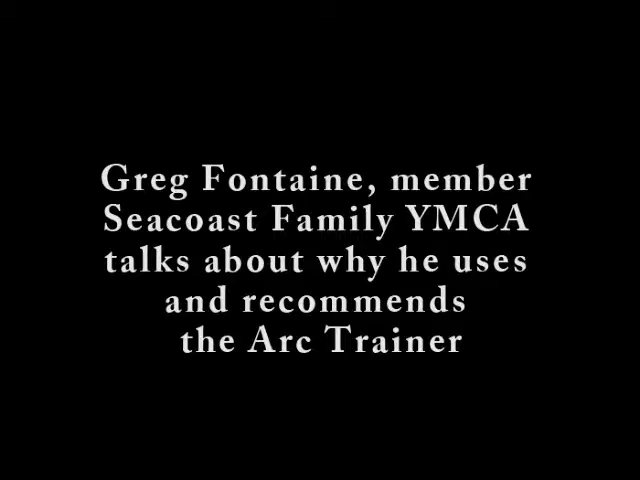 Greg Fontaine, member
Seacoast Family YMCA
talks about why he uses
and recommends
the Arc Trainer